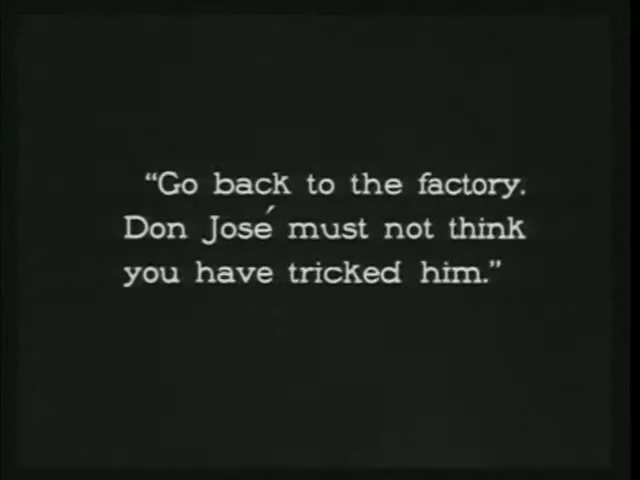 “Go back to the factory.
Don José must not think
you have tricked him.”